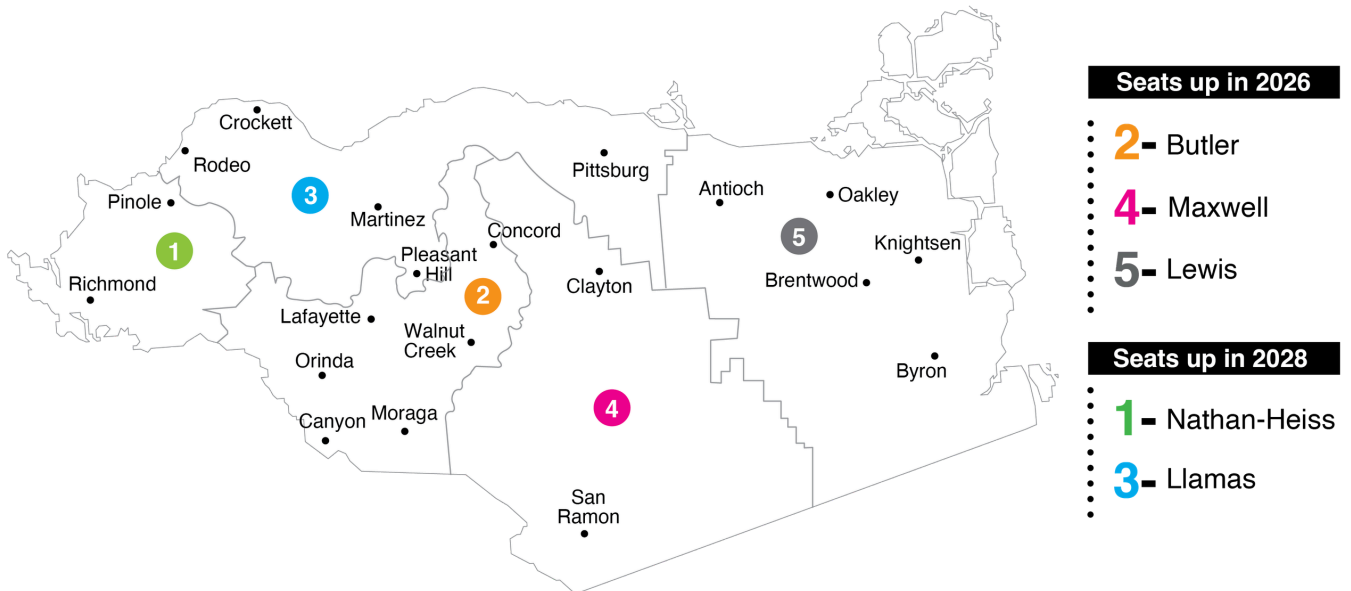 Crockett
Rodeo
Pinole
3
Martinez
1
Richmond
Pittsburg
Antioch
Oakley
5
Knightsen
Brentwood
Byron
Concord
Pleasant
Hill
2
Clayton
Lafayette
Walnut
Creek
Orinda
4
Canyon
Moraga
San
Ramon
Seats up in 2026
2- Butler
4- Maxwell
5- Lewis
Seats up in 2028
1- Nathan-Heiss
3- Llamas